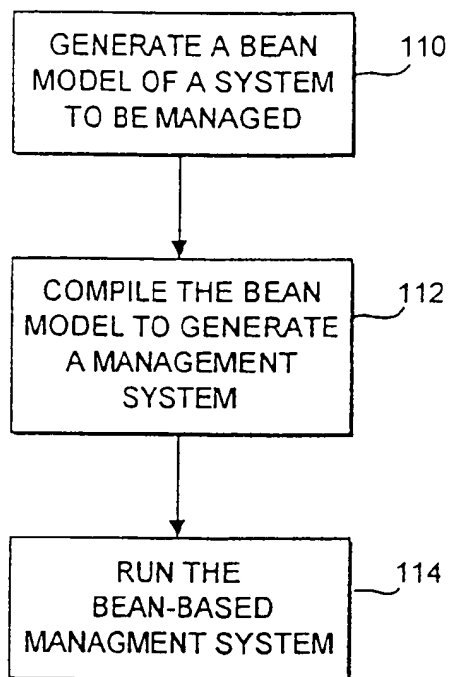 GENERATE A BEAN
MODEL OF A SYSTEM
TO BE MANAGED
110
COMPILE THE BEAN
MODEL TO GENERATE
A MANAGEMENT
SYSTEM
112
RUN THE
BEAN-BASED
MANAGMENT SYSTEM
114